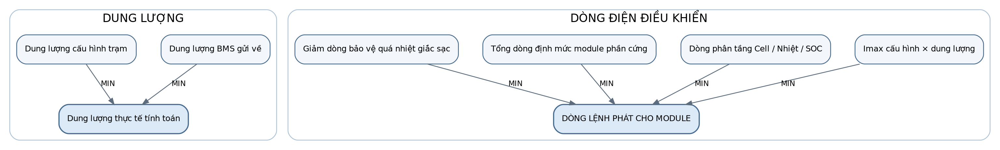 DUNG LƯỢNG
Dung lượng cấu hình trạm
Dung lượng BMS gửi về
MIN
MIN
Dung lượng thực tế tính toán
DÒNG ĐIỆN ĐIỀU KHIỂN
Giảm dòng bảo vệ quá nhiệt giắc sạc
Tổng dòng định mức module phần cứng
Dòng phân tầng Cell / Nhiệt / SOC
Imax cấu hình × dung lượng
MIN
MIN
MIN
MIN
DÒNG LỆNH PHÁT CHO MODULE